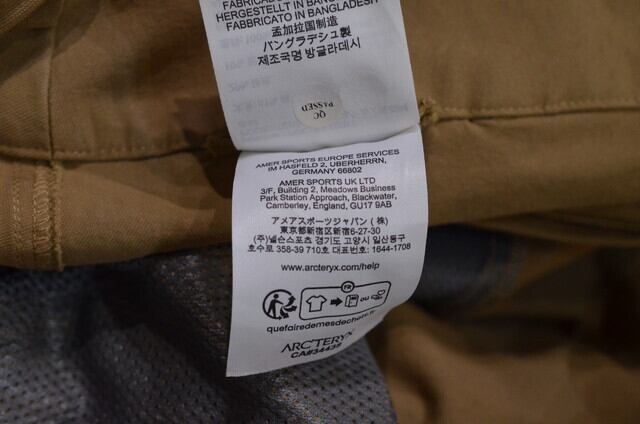 HERGESTELLT IN BANGLADESH
FABBRICATO IN BANGLADESH
孟加拉国制造
バングラデシュ製
제조국명 방글라데시
QC
PASSED
AMER SPORTS EUROPE SERVICES
IM HASFELD 2, UBERHERRN,
GERMANY 66802
AMER SPORTS UK LTD
3/F, Building 2, Meadows Business
Park Station Approach, Blackwater,
Camberley, England, GU17 9AB
アメアスポーツジャパン (株)
東京都新宿区新宿6-27-30
(주)넬슨스포츠 경기도 고양시 일산동구
호수로 358-39 710호 대표번호: 1644-1708
www.arcteryx.com/help
FR
OU
quefairedemesdechets.fr
ARC'TERYX
CA#34435